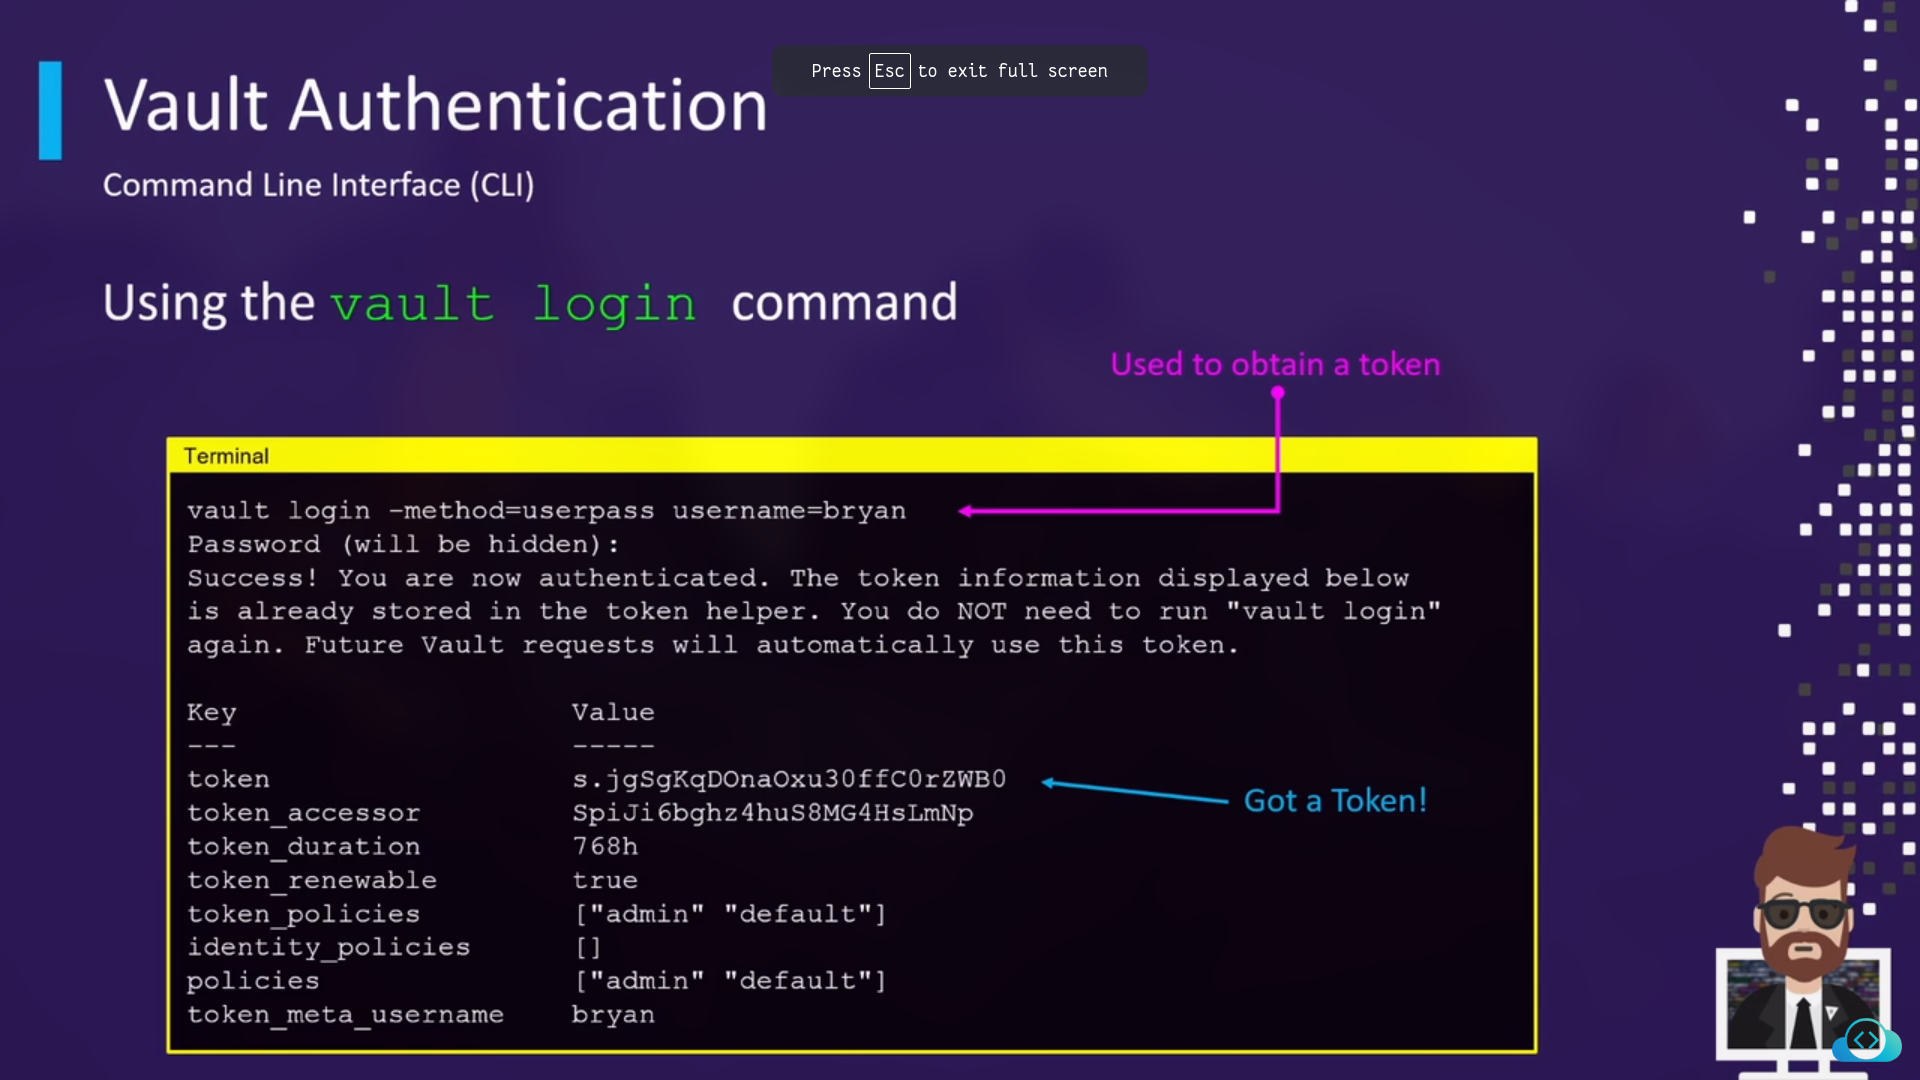 Press Esc to exit full screen
Vault Authentication
Command Line Interface (CLI)
Using the vault login command
Used to obtain a token
Terminal
vault login -method=userpass username=bryan
Password (will be hidden):
Success! You are now authenticated. The token information displayed below
is already stored in the token helper. You do NOT need to run "vault login"
again. Future Vault requests will automatically use this token.
Key Value
--- -----
token s.jgSgKqDOnaOxu30ffC0rZWB0
Got a Token!
token_accessor SpiJi6bghz4huS8MG4HsLmNp
token_duration 768h
token_renewable true
token_policies ["admin" "default"]
identity_policies []
policies ["admin" "default"]
token_meta_username bryan